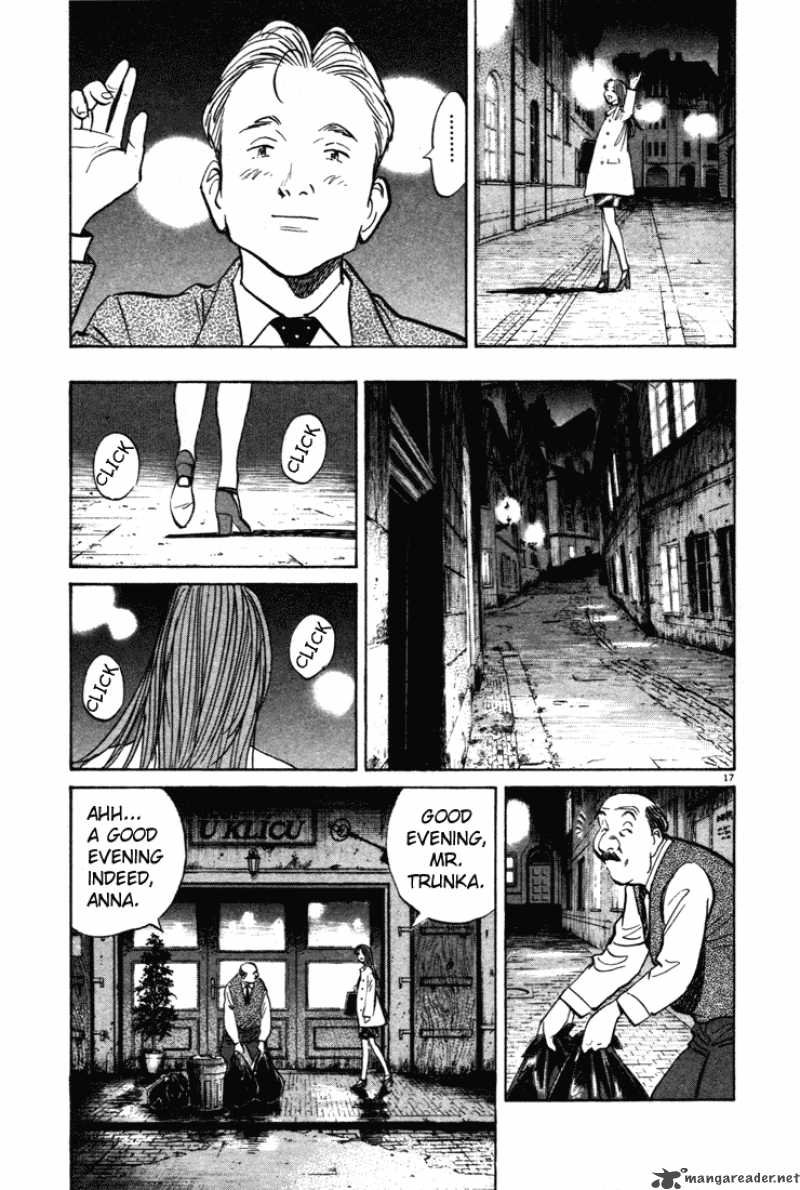 .........
CLICK
CLICK
CLICK
CLICK
17
GOOD
EVENING,
MR.
TRUNKA.
AHH...
A GOOD
EVENING
INDEED,
ANNA.
U KLICU
mangareader.net